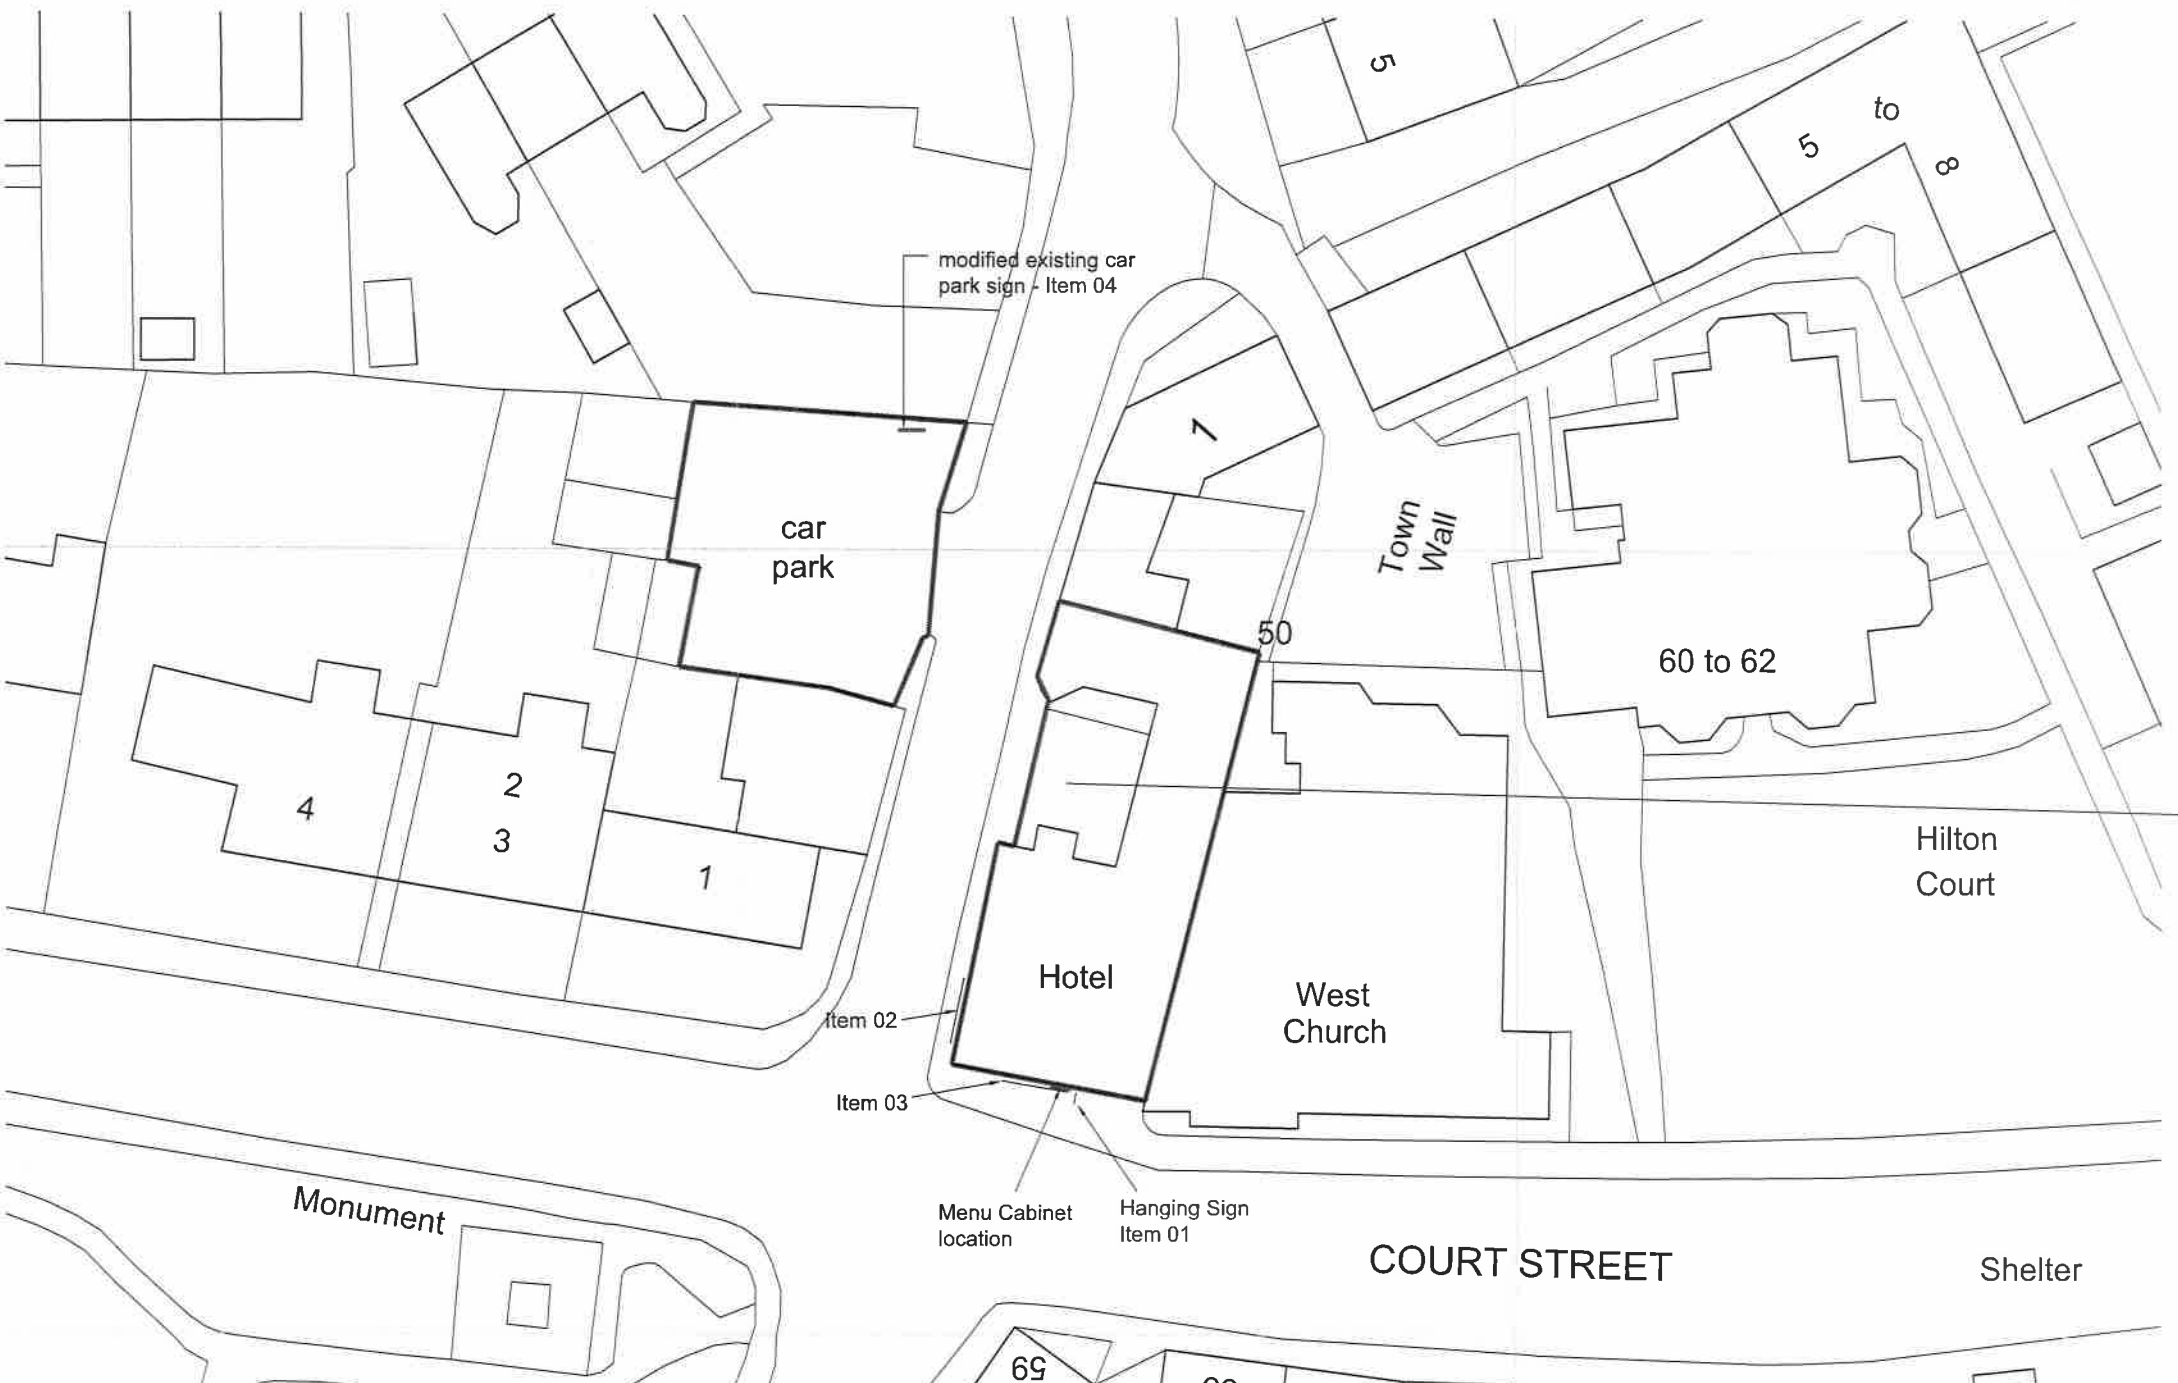 5
to
5
8
modified existing car
park sign - Item 04
1
car
park
Town
Wall
50
60 to 62
2
4
3
1
Hilton
Court
Hotel
West
Church
Item 02
Item 03
Monument
Menu Cabinet
location
Hanging Sign
Item 01
COURT STREET
Shelter
59